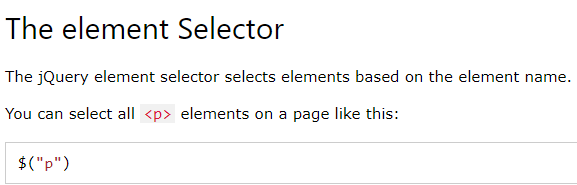 The element Selector
The jQuery element selector selects elements based on the element name.
You can select all <p> elements on a page like this:
$("p")